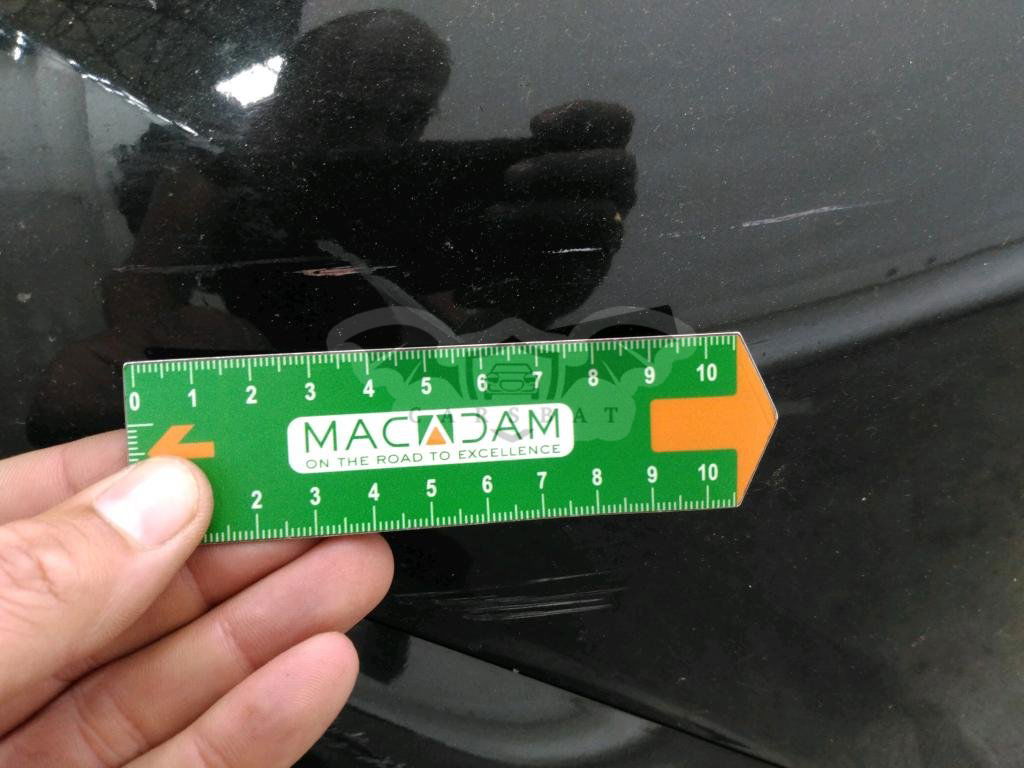 0 1 2 3 4 5 6 7 8 9 10
CARSBAT
MACADAM
ON THE ROAD TO EXCELLENCE
2 3 4 5 6 7 8 9 10